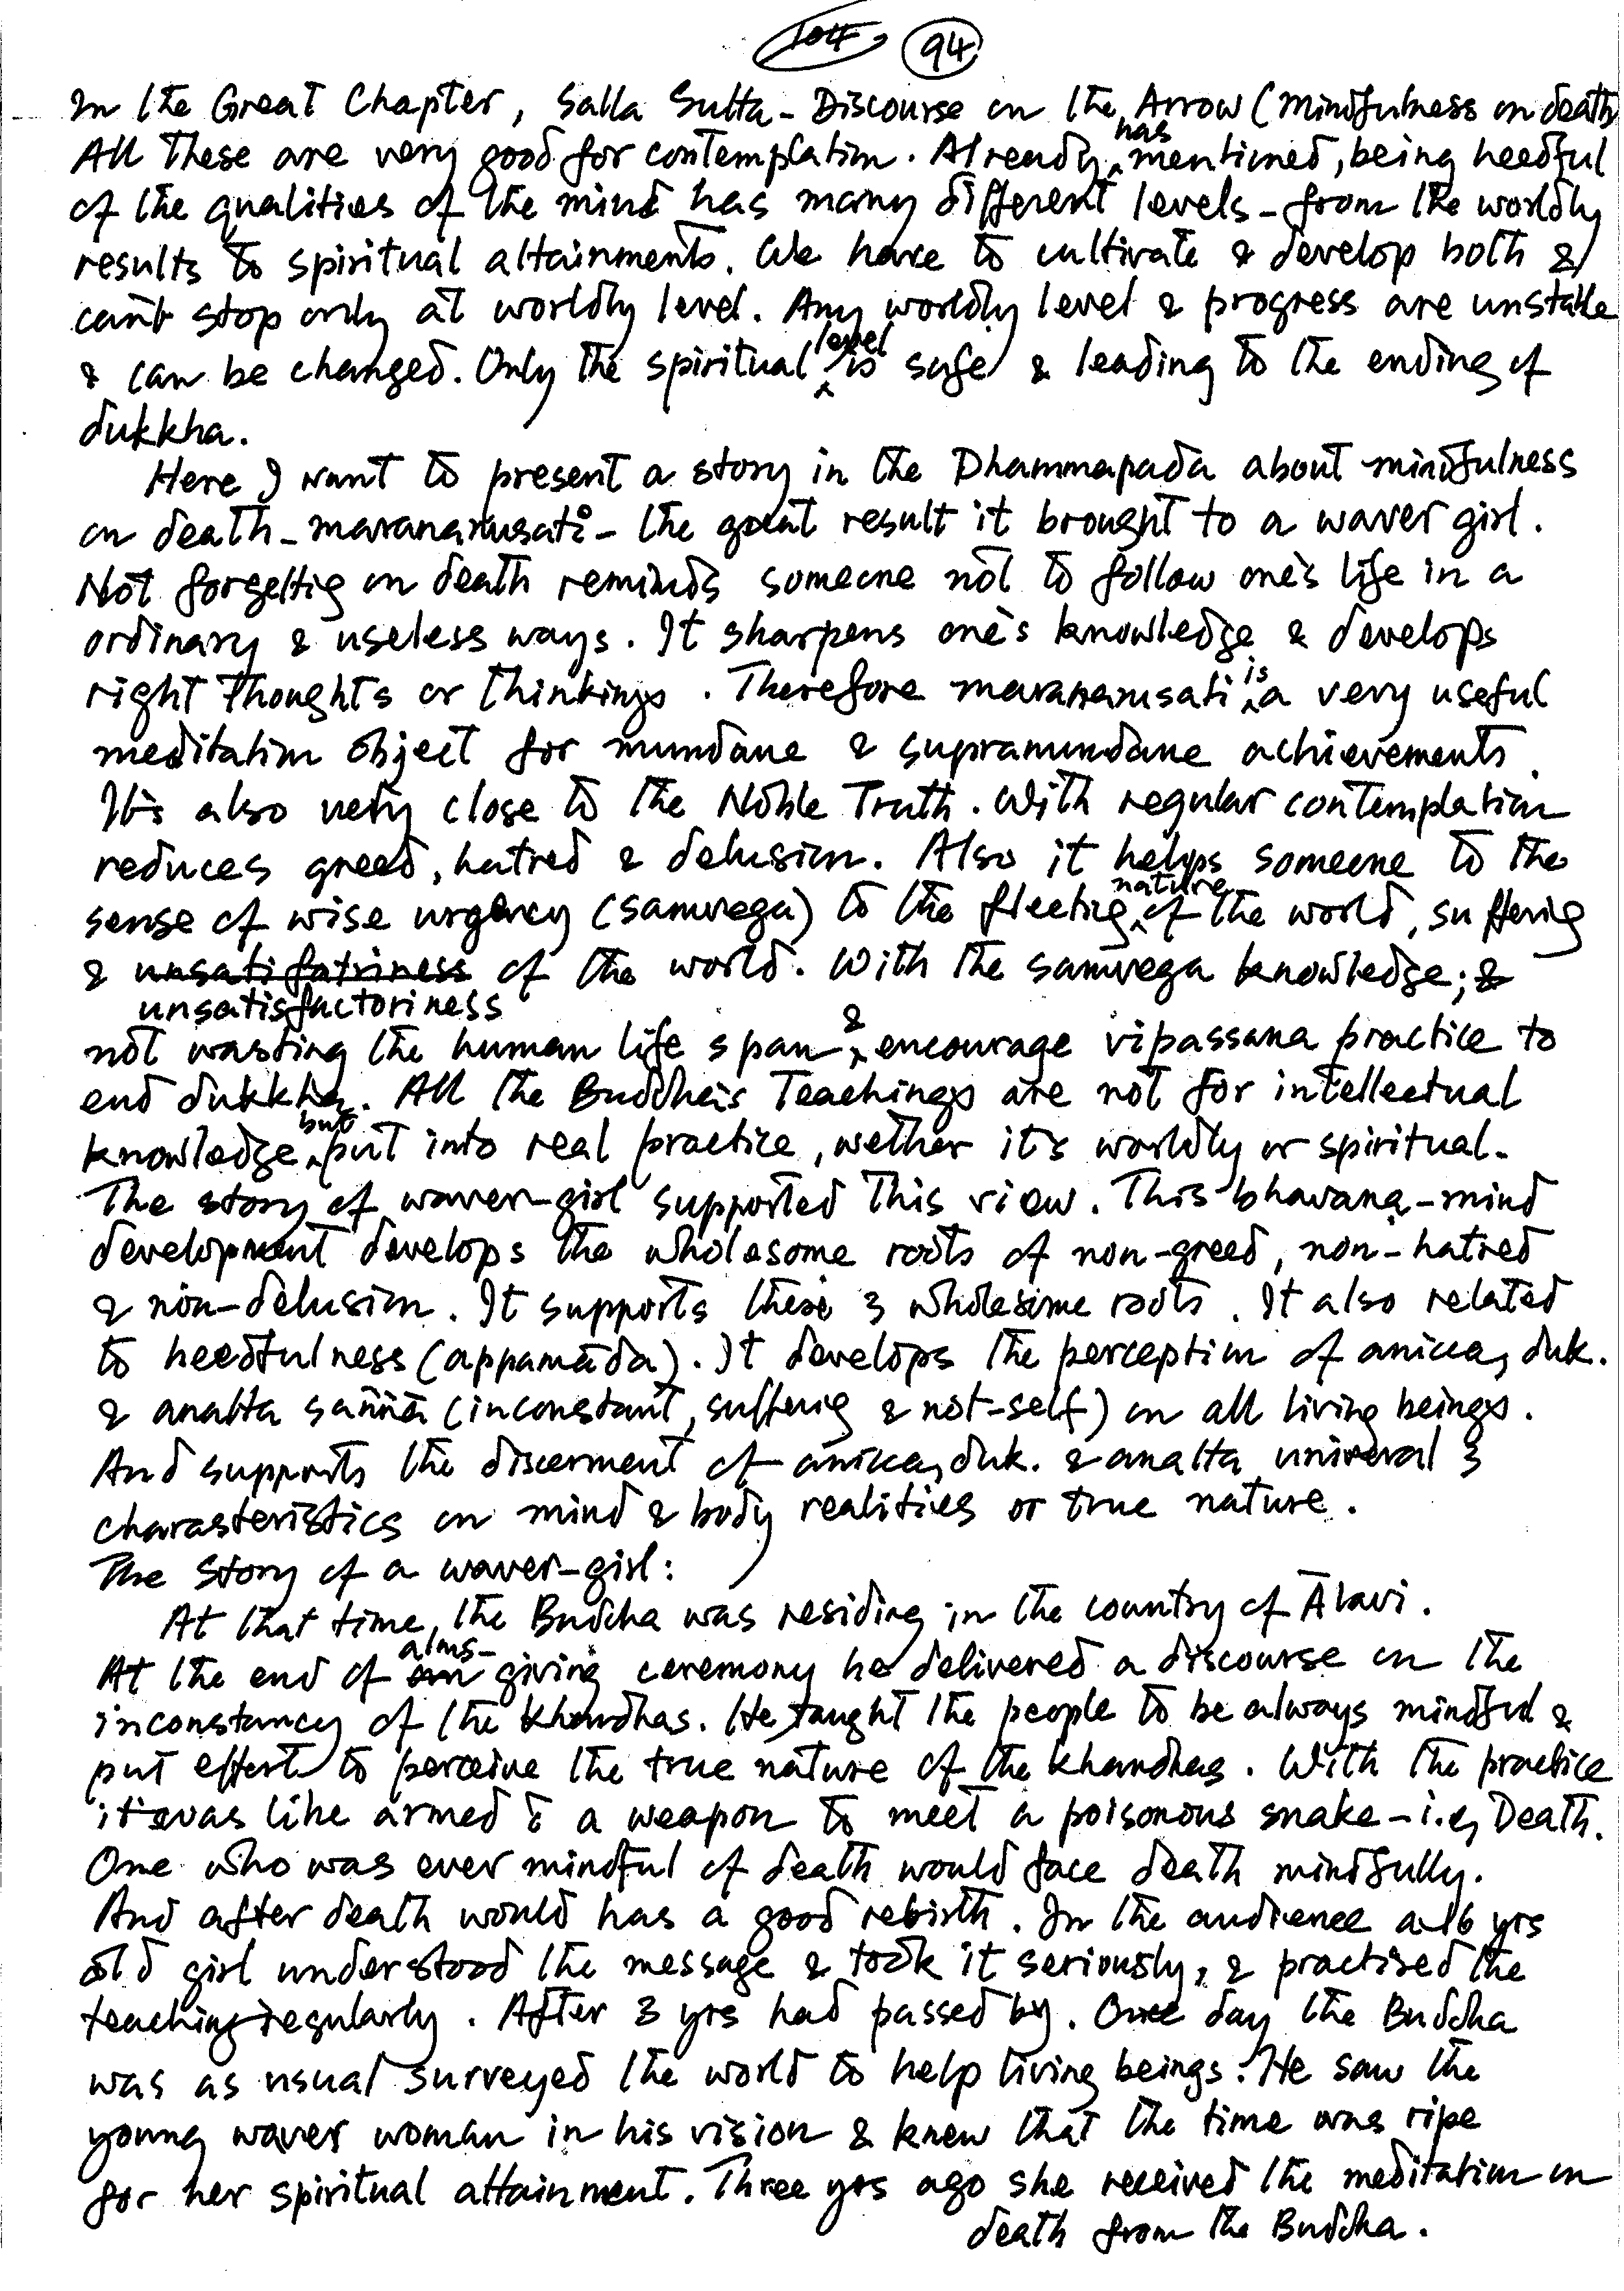 104 94
In the Great Chapter, Salla Sutta - Discourse on the Arrow (mindfulness on death
All these are very good for contemplation. Already has mentioned, being heedful
of the qualities of the mind has many different levels - from the worldly
results to spiritual attainments. We have to cultivate & develop both &
can't stop only at worldly level. Any worldly level & progress are unstable
& can be changed. Only the spiritual level is safe & leading to the ending of
dukkha.
Here I want to present a story in the Dhammapada about mindfulness
on death - marananusati - the great result it brought to a waver girl.
Not forgetting on death reminds someone not to follow one's life in a
ordinary & useless ways. It sharpens one's knowledge & develops
right thoughts or thinkings. Therefore marananusati is a very useful
meditation object for mundane & supramundane achievements.
It's also very close to the Noble Truth. With regular contemplation
reduces greed, hatred & delusion. Also it helps someone to the
sense of wise urgency (samvega) to the fleeting nature of the world, suffering
& unsatisfactoriness of the world. With the samvega knowledge; &
not wasting the human life span & encourage vipassana practice to
end dukkha. All the Buddha's Teachings are not for intellectual
knowledge but put into real practice, wether it's worldly or spiritual.
The story of waver-girl supported this view. This bhavana - mind
development develops the wholesome roots of non-greed, non-hatred
& non-delusion. It supports these 3 wholesome roots. It also related
to heedfulness (appamāda). It develops the perception of anicca, duk.
& anatta saññā (inconstant, suffering & not-self) on all living beings.
And supports the discernment of anicca, duk. & anatta univeral 3
charasteristics on mind & body realities or true nature.
The story of a waver-girl:
At that time, the Buddha was residing in the country of Ālavi.
At the end of alms-giving ceremony he delivered a discourse on the
inconstancy of the khandhas. He taught the people to be always mindful &
put effort to perceive the true nature of the khandhas. With the practice
it was like armed to a weapon to meet a poisonous snake - i.e, Death.
One who was ever mindful of death would face death mindfully.
And after death would has a good rebirth. In the audience a 16 yrs
old girl understood the message & took it seriously, & practised the
teaching regularly. After 3 yrs had passed by. One day the Buddha
was as usual surveyed the world to help living beings. He saw the
young waver woman in his vision & knew that the time was ripe
for her spiritual attainment. Three yrs ago she received the meditation on
death from the Buddha.